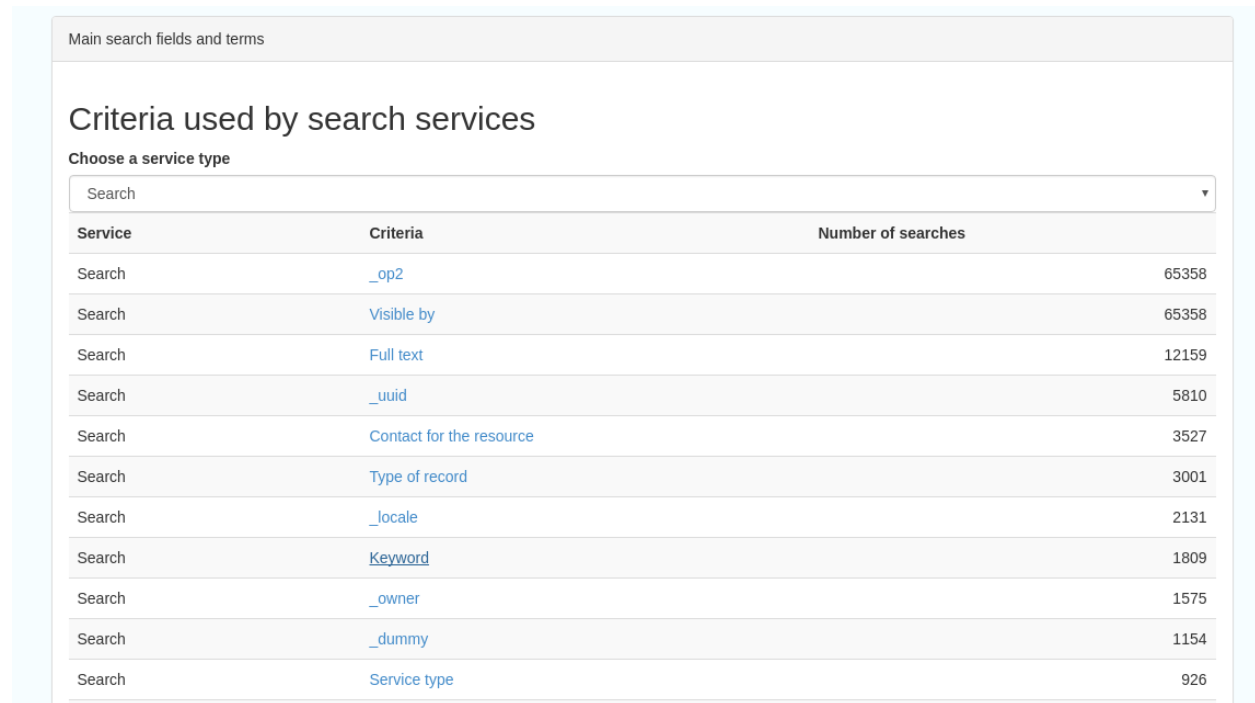 Main search fields and terms
Criteria used by search services
Choose a service type
Search
Service Criteria Number of searches
Search _op2 65358
Search Visible by 65358
Search Full text 12159
Search _uuid 5810
Search Contact for the resource 3527
Search Type of record 3001
Search _locale 2131
Search Keyword 1809
Search _owner 1575
Search _dummy 1154
Search Service type 926